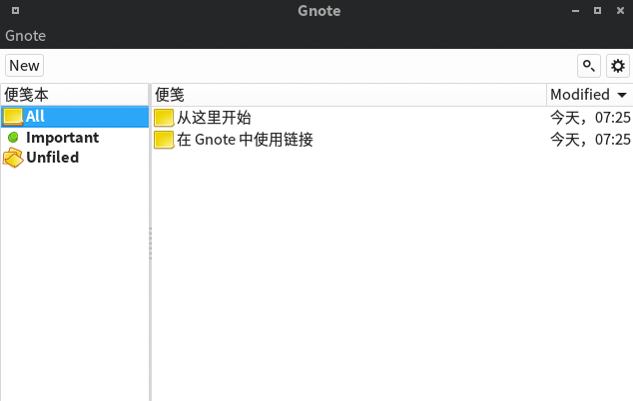 Gnote
Gnote
New
便笺本
便笺
Modified
All
从这里开始
今天，07:25
Important
在 Gnote 中使用链接
今天，07:25
Unfiled